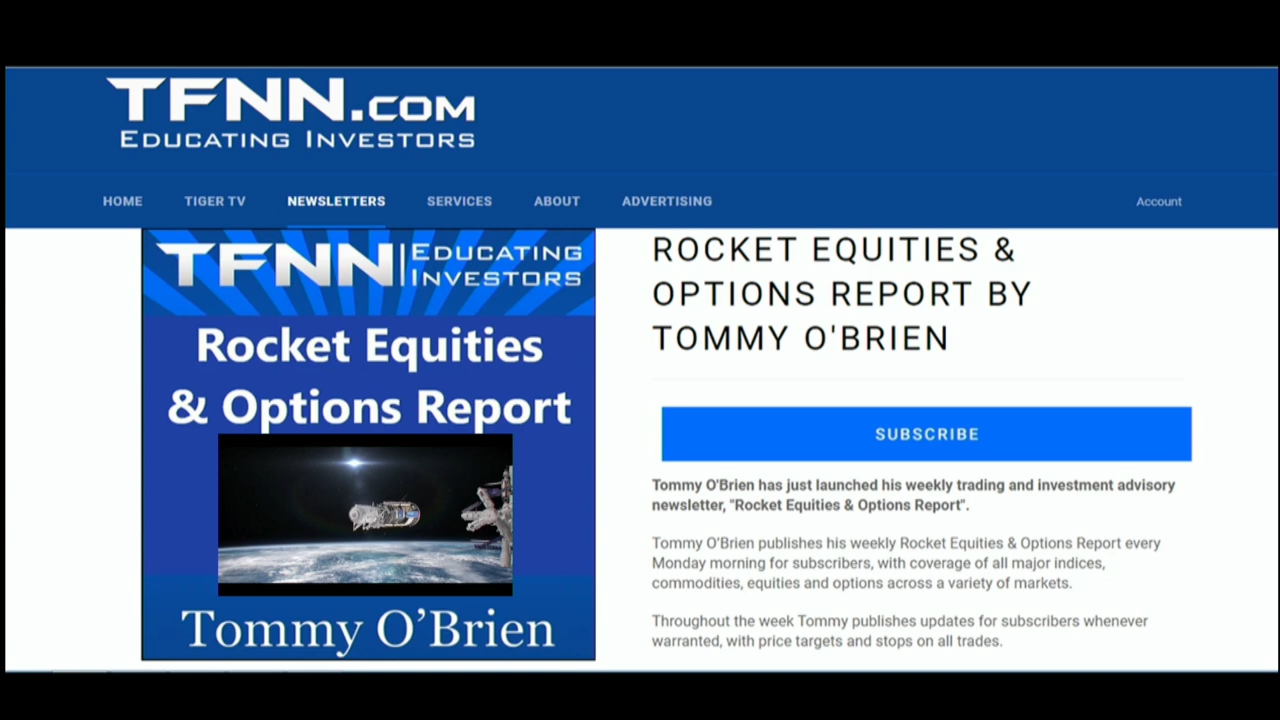 TFNN.COM
EDUCATING INVESTORS
HOME TIGER TV NEWSLETTERS SERVICES ABOUT ADVERTISING Account
TFNN | EDUCATING
INVESTORS
Rocket Equities
& Options Report
Tommy O’Brien
ROCKET EQUITIES &
OPTIONS REPORT BY
TOMMY O'BRIEN
SUBSCRIBE
Tommy O'Brien has just launched his weekly trading and investment advisory
newsletter, "Rocket Equities & Options Report".
Tommy O’Brien publishes his weekly Rocket Equities & Options Report every
Monday morning for subscribers, with coverage of all major indices,
commodities, equities and options across a variety of markets.
Throughout the week Tommy publishes updates for subscribers whenever
warranted, with price targets and stops on all trades.